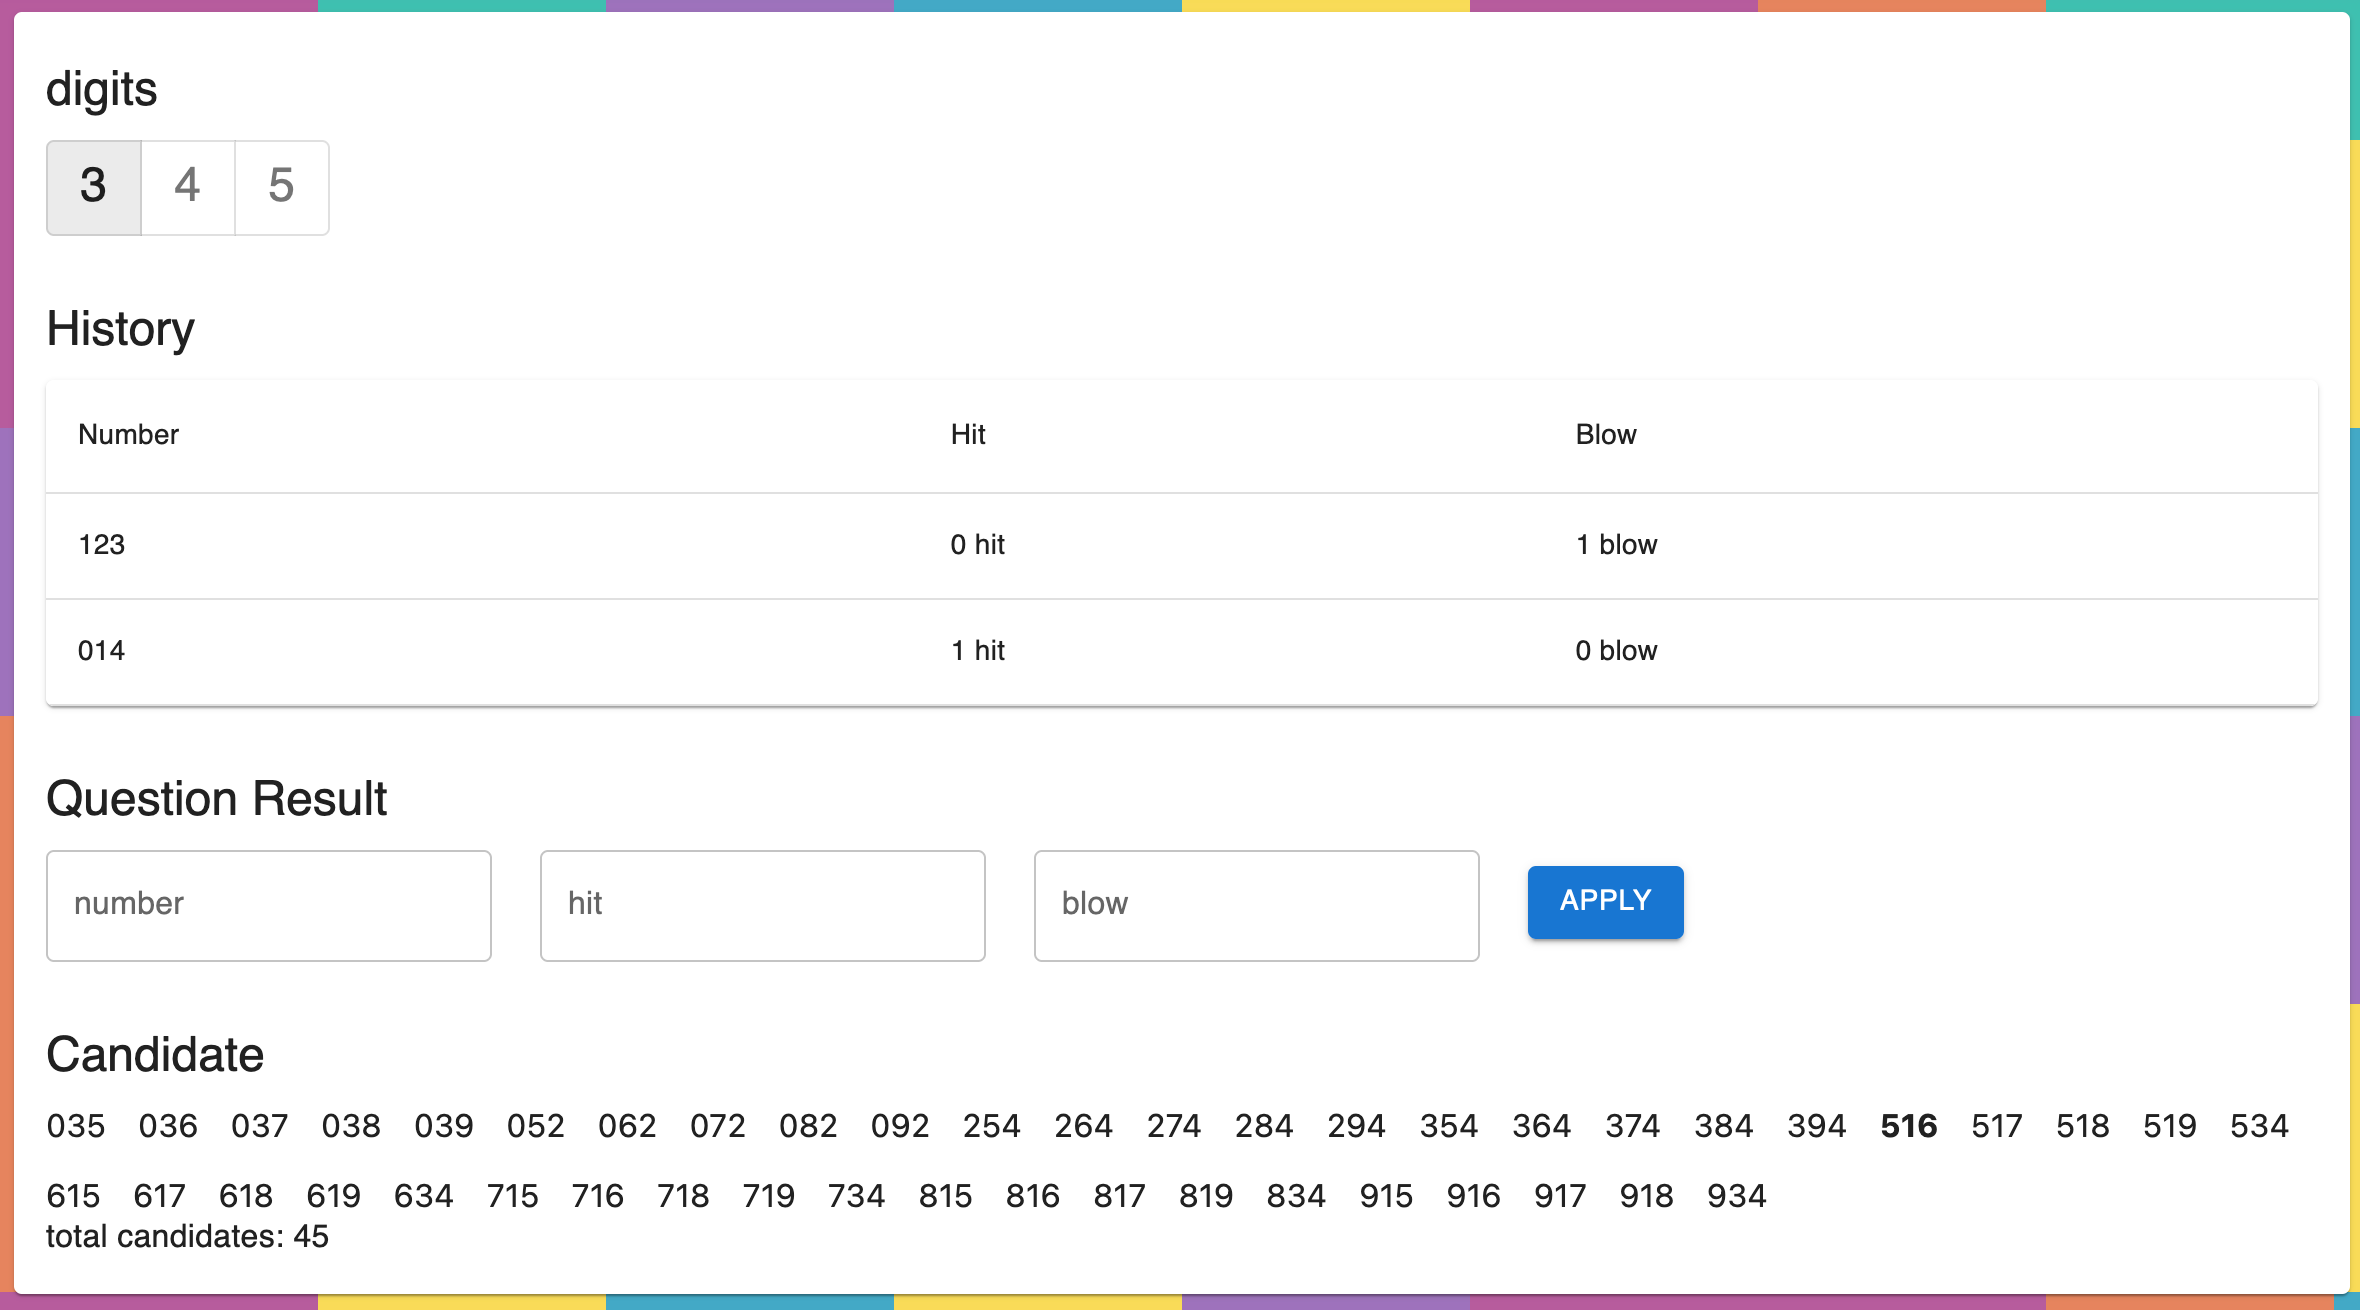 digits
3 4 5
History
Number Hit Blow
123 0 hit 1 blow
014 1 hit 0 blow
Question Result
number hit blow APPLY
Candidate
035 036 037 038 039 052 062 072 082 092 254 264 274 284 294 354 364 374 384 394 516 517 518 519 534
615 617 618 619 634 715 716 718 719 734 815 816 817 819 834 915 916 917 918 934
total candidates: 45